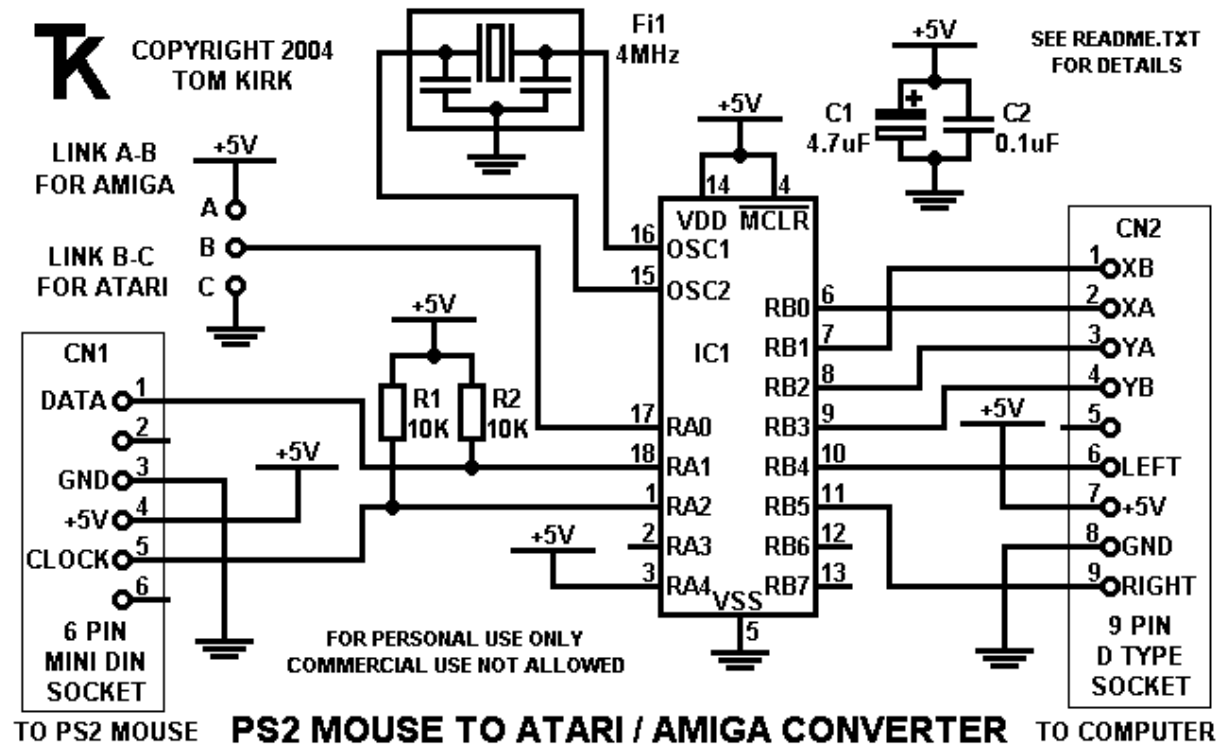 TK
COPYRIGHT 2004
TOM KIRK
Fi1
4MHz
+5V
SEE README.TXT
FOR DETAILS
C1
4.7uF
+
C2
0.1uF
LINK A-B
FOR AMIGA
+5V
A
B
C
LINK B-C
FOR ATARI
+5V
14
4
VDD
MCLR
16
OSC1
15
OSC2
IC1
17
RA0
18
RA1
1
RA2
2
RA3
3
RA4
VSS
5
RB0
6
RB1
7
RB2
8
RB3
9
RB4
10
RB5
11
RB6
12
RB7
13
+5V
R1
10K
R2
10K
+5V
CN1
DATA
1
2
GND
3
+5V
4
CLOCK
5
6
6 PIN
MINI DIN
SOCKET
+5V
CN2
1
XB
2
XA
3
YA
4
YB
5
6
LEFT
7
+5V
8
GND
9
RIGHT
9 PIN
D TYPE
SOCKET
+5V
FOR PERSONAL USE ONLY
COMMERCIAL USE NOT ALLOWED
TO PS2 MOUSE
PS2 MOUSE TO ATARI / AMIGA CONVERTER
TO COMPUTER